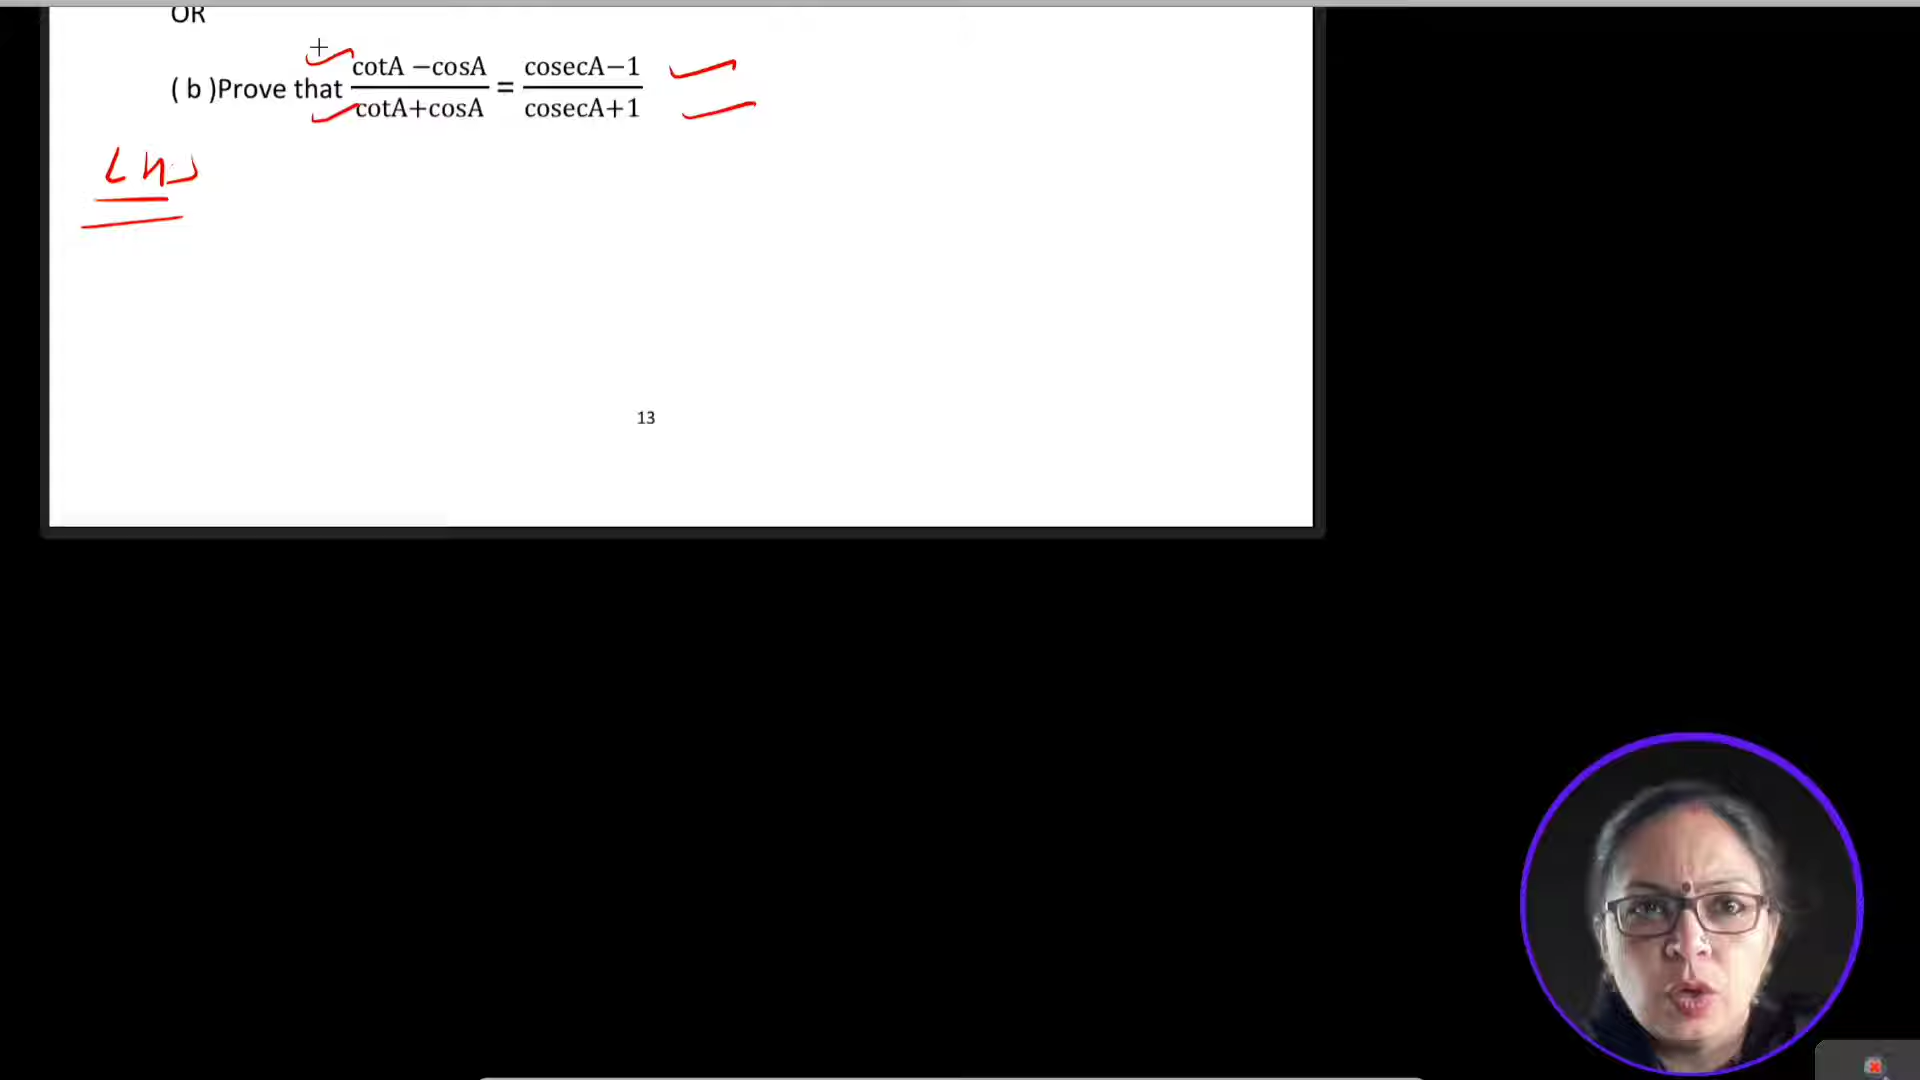 OR
( b )Prove that cotA −cosA / cotA+cosA = cosecA−1 / cosecA+1
LHS
13